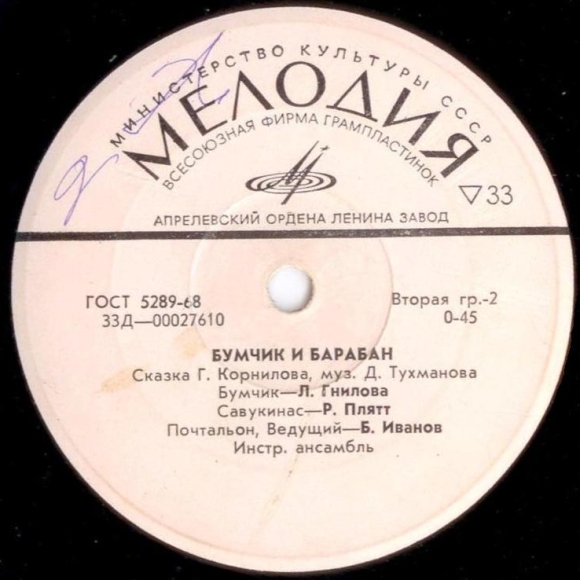 МИНИСТЕРСТВО КУЛЬТУРЫ СССР
МЕЛОДИЯ
ВСЕСОЮЗНАЯ ФИРМА ГРАМПЛАСТИНОК
33
АПРЕЛЕВСКИЙ ОРДЕНА ЛЕНИНА ЗАВОД
ГОСТ 5289-68
Вторая гр.-2
33Д—00027610
0-45
БУМЧИК И БАРАБАН
Сказка Г. Корнилова, муз. Д. Тухманова
Бумчик—Л. Гнилова
Савукинас—Р. Плятт
Почтальон, Ведущий—Б. Иванов
Инстр. ансамбль